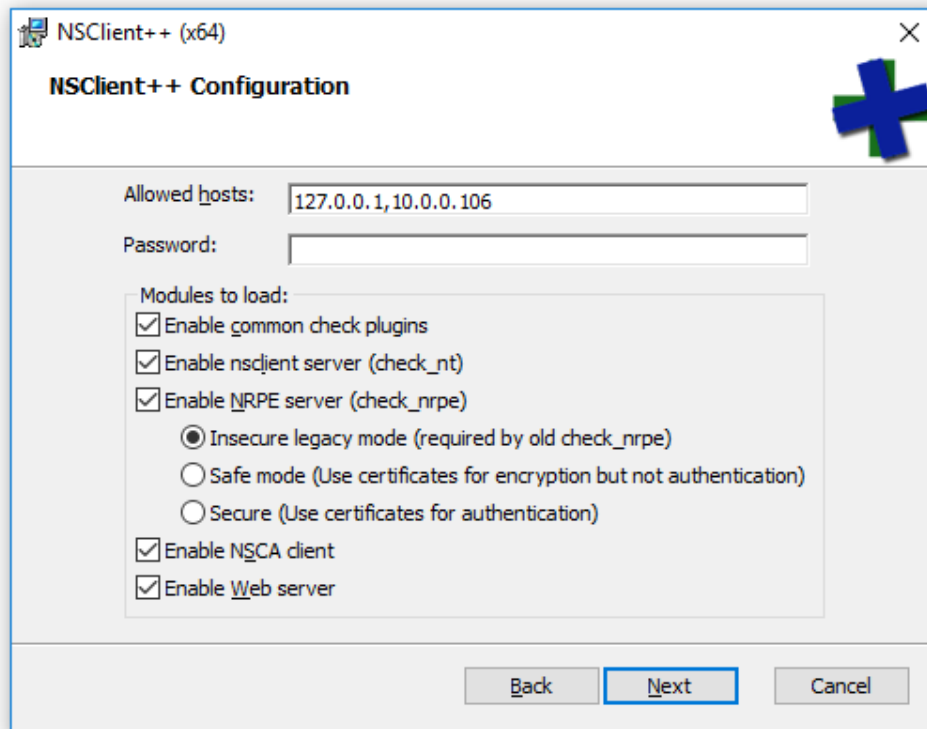 NSClient++ (x64)
NSClient++ Configuration
Allowed hosts: 127.0.0.1,10.0.0.106
Password:
Modules to load:
Enable common check plugins
Enable nsclient server (check_nt)
Enable NRPE server (check_nrpe)
Insecure legacy mode (required by old check_nrpe)
Safe mode (Use certificates for encryption but not authentication)
Secure (Use certificates for authentication)
Enable NSCA client
Enable Web server
Back Next Cancel